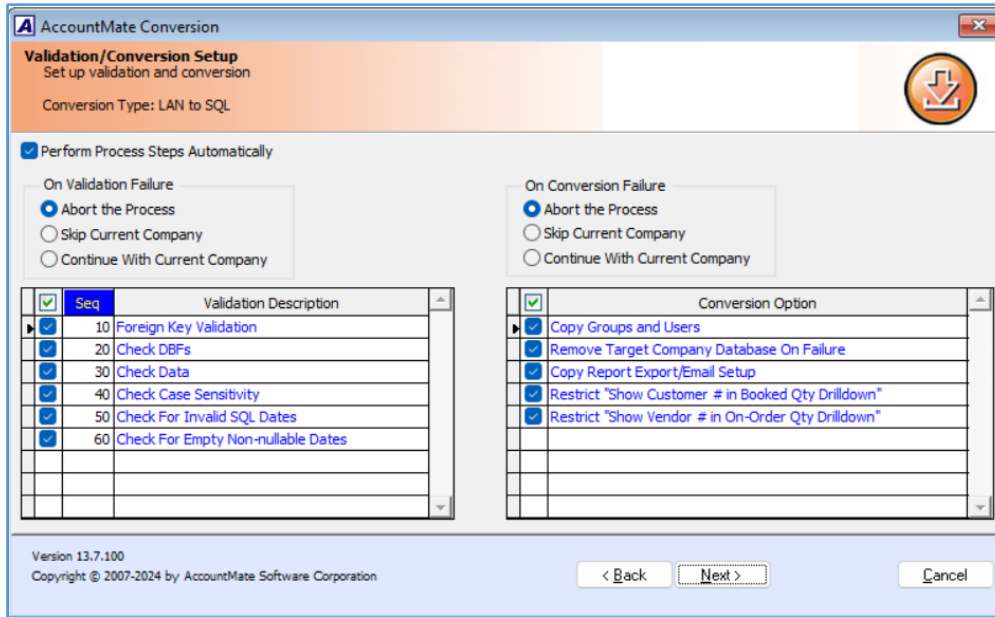 AccountMate Conversion
Validation/Conversion Setup
Set up validation and conversion
Conversion Type: LAN to SQL
Perform Process Steps Automatically
On Validation Failure
Abort the Process
Skip Current Company
Continue With Current Company
On Conversion Failure
Abort the Process
Skip Current Company
Continue With Current Company
Seq Validation Description
10 Foreign Key Validation
20 Check DBFs
30 Check Data
40 Check Case Sensitivity
50 Check For Invalid SQL Dates
60 Check For Empty Non-nullable Dates
Conversion Option
Copy Groups and Users
Remove Target Company Database On Failure
Copy Report Export/Email Setup
Restrict "Show Customer # in Booked Qty Drilldown"
Restrict "Show Vendor # in On-Order Qty Drilldown"
Version 13.7.100
Copyright © 2007-2024 by AccountMate Software Corporation
< Back Next > Cancel